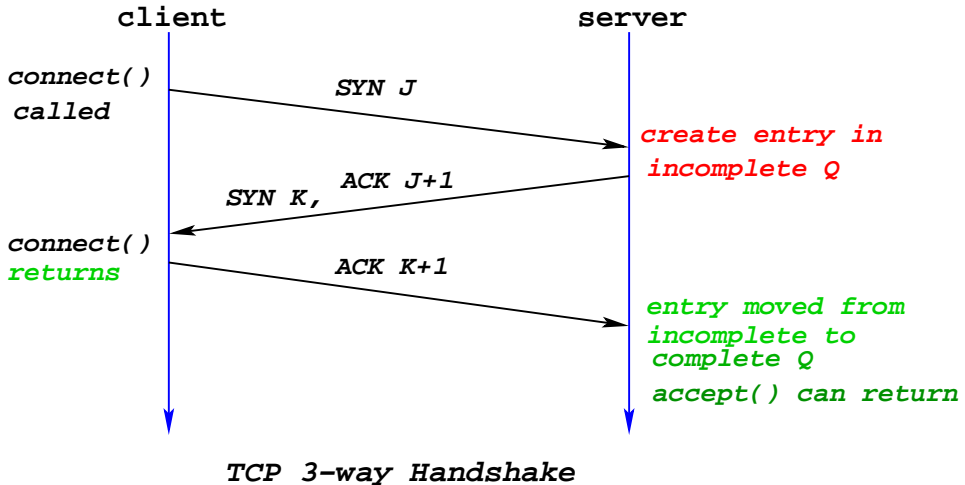 client
server
connect()
called
SYN J
create entry in
incomplete Q
SYN K,
ACK J+1
connect()
returns
ACK K+1
entry moved from
incomplete to
complete Q
accept() can return
TCP 3-way Handshake